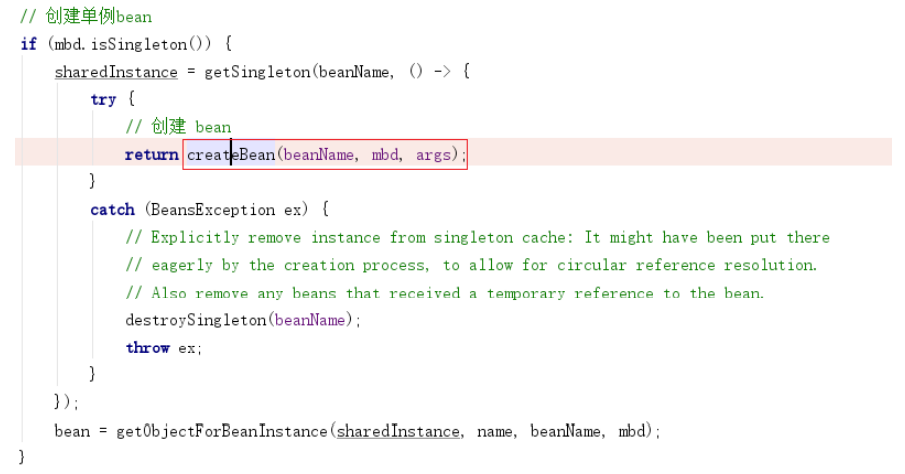 // 创建单例bean
if (mbd.isSingleton()) {
    sharedInstance = getSingleton(beanName, () -> {
        try {
            // 创建 bean
            return createBean(beanName, mbd, args);
        }
        catch (BeansException ex) {
            // Explicitly remove instance from singleton cache: It might have been put there
            // eagerly by the creation process, to allow for circular reference resolution.
            // Also remove any beans that received a temporary reference to the bean.
            destroySingleton(beanName);
            throw ex;
        }
    });
    bean = getObjectForBeanInstance(sharedInstance, name, beanName, mbd);
}